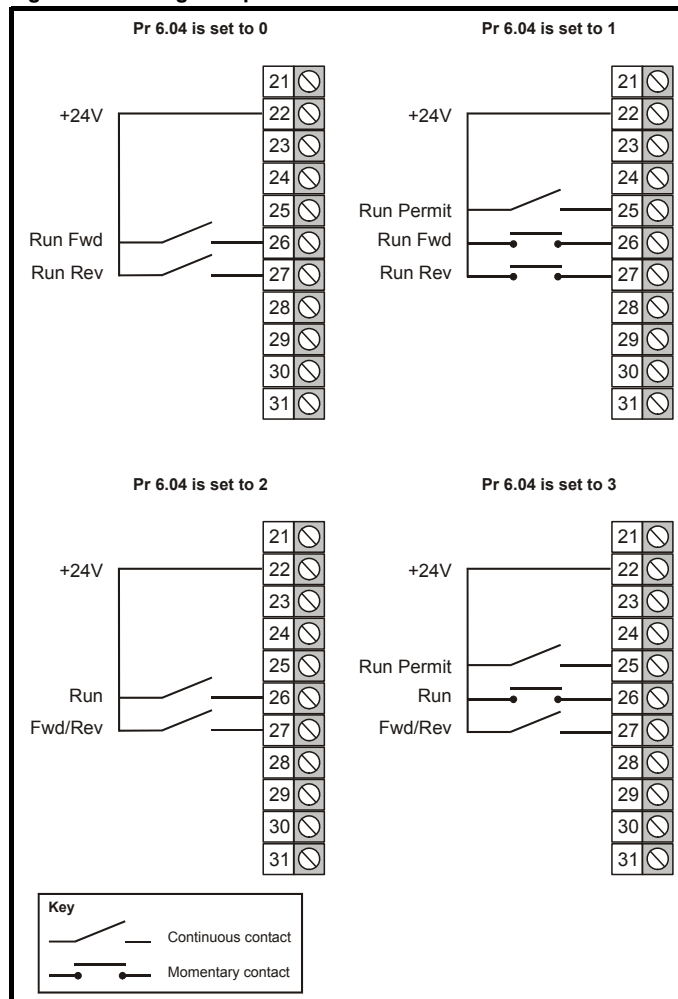 Pr 6.04 is set to 0
21
+24V 22
23
24
25
Run Fwd 26
Run Rev 27
28
29
30
31
Pr 6.04 is set to 1
21
+24V 22
23
24
Run Permit 25
Run Fwd 26
Run Rev 27
28
29
30
31
Pr 6.04 is set to 2
21
+24V 22
23
24
25
Run 26
Fwd/Rev 27
28
29
30
31
Pr 6.04 is set to 3
21
+24V 22
23
24
Run Permit 25
Run 26
Fwd/Rev 27
28
29
30
31
Key
Continuous contact
Momentary contact